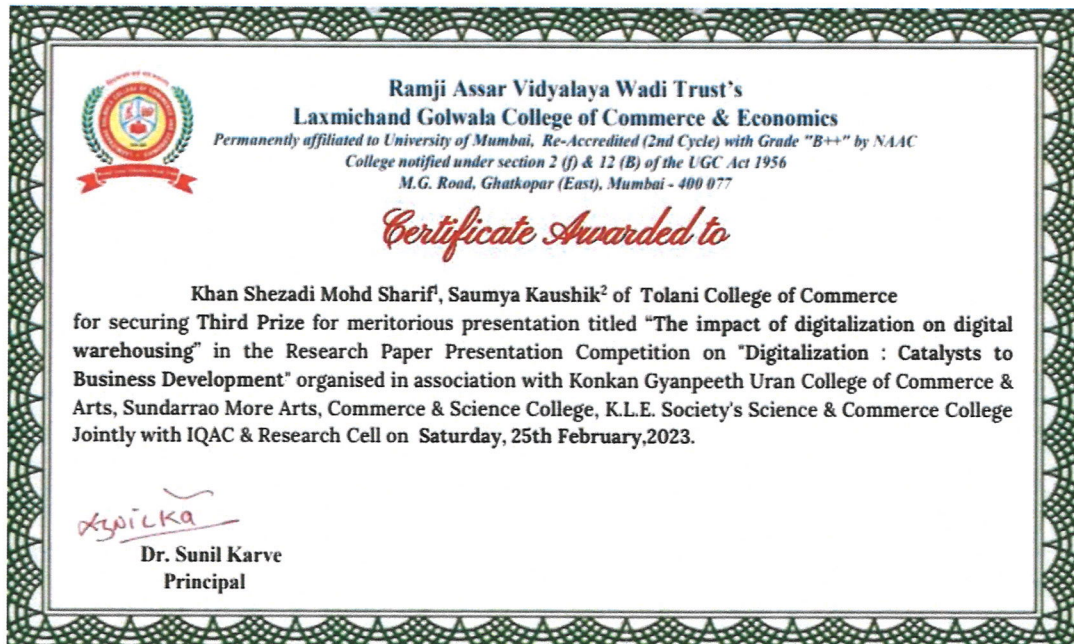 Ramji Assar Vidyalaya Wadi Trust's
Laxmichand Golwala College of Commerce & Economics
Permanently affiliated to University of Mumbai, Re-Accredited (2nd Cycle) with Grade "B++" by NAAC
College notified under section 2 (f) & 12 (B) of the UGC Act 1956
M.G. Road, Ghatkopar (East), Mumbai - 400 077
Certificate Awarded to
Khan Shezadi Mohd Sharif¹, Saumya Kaushik² of Tolani College of Commerce
for securing Third Prize for meritorious presentation titled “The impact of digitalization on digital
warehousing” in the Research Paper Presentation Competition on "Digitalization : Catalysts to
Business Development" organised in association with Konkan Gyanpeeth Uran College of Commerce &
Arts, Sundarrao More Arts, Commerce & Science College, K.L.E. Society's Science & Commerce College
Jointly with IQAC & Research Cell on Saturday, 25th February,2023.
Dr. Sunil Karve
Principal